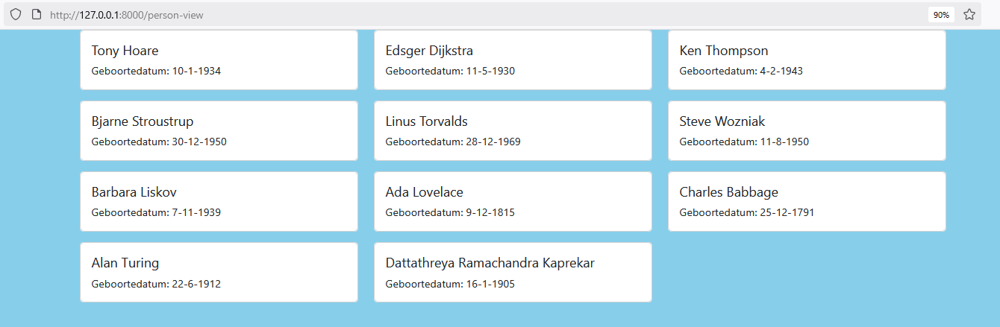 http://127.0.0.1:8000/person-view
90%
Tony Hoare
Geboortedatum: 10-1-1934
Edsger Dijkstra
Geboortedatum: 11-5-1930
Ken Thompson
Geboortedatum: 4-2-1943
Bjarne Stroustrup
Geboortedatum: 30-12-1950
Linus Torvalds
Geboortedatum: 28-12-1969
Steve Wozniak
Geboortedatum: 11-8-1950
Barbara Liskov
Geboortedatum: 7-11-1939
Ada Lovelace
Geboortedatum: 9-12-1815
Charles Babbage
Geboortedatum: 25-12-1791
Alan Turing
Geboortedatum: 22-6-1912
Dattathreya Ramachandra Kaprekar
Geboortedatum: 16-1-1905